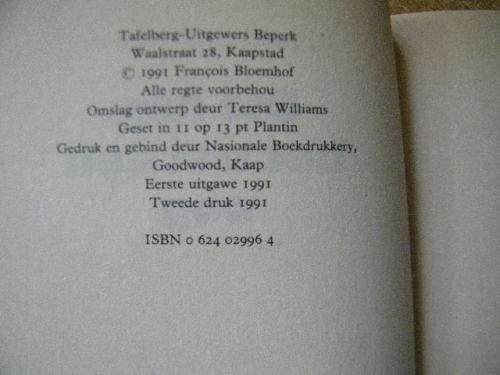 Tafelberg-Uitgewers Beperk
Waalstraat 28, Kaapstad
© 1991 François Bloemhof
Alle regte voorbehou
Omslag ontwerp deur Teresa Williams
Geset in 11 op 13 pt Plantin
Gedruk en gebind deur Nasionale Boekdrukkery,
Goodwood, Kaap
Eerste uitgawe 1991
Tweede druk 1991
ISBN 0 624 02996 4